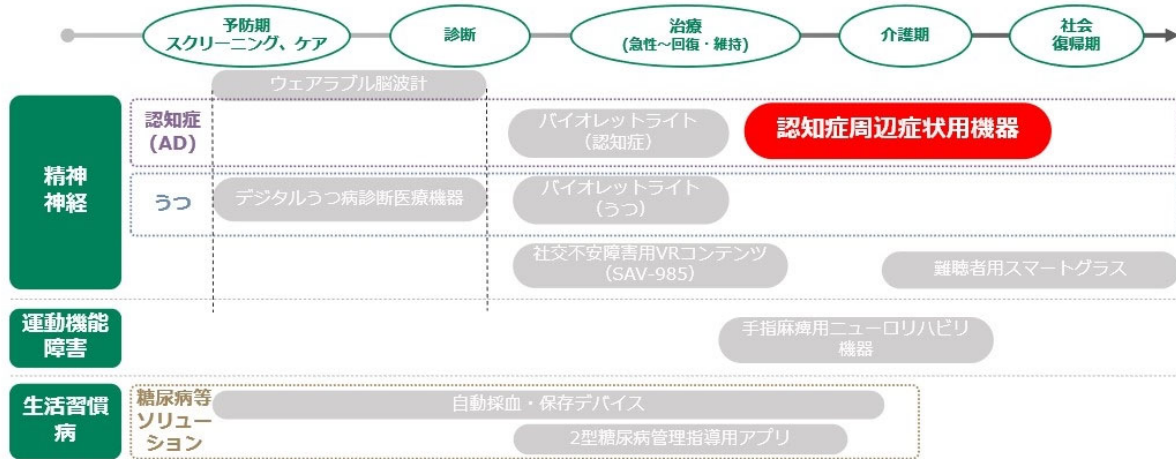 予防期
スクリーニング、ケア
診断
治療
(急性～回復・維持)
介護期
社会
復帰期
ウェアラブル脳波計
精神
神経
認知症
(AD)
バイオレットライト
(認知症)
認知症周辺症状用機器
うつ
デジタルうつ病診断医療機器
バイオレットライト
(うつ)
社交不安障害用VRコンテンツ
(SAV-985)
難聴者用スマートグラス
運動機能
障害
手指麻痺用ニューロリハビリ
機器
生活習慣
病
糖尿病等
ソリュー
ション
自動採血・保存デバイス
2型糖尿病管理指導用アプリ